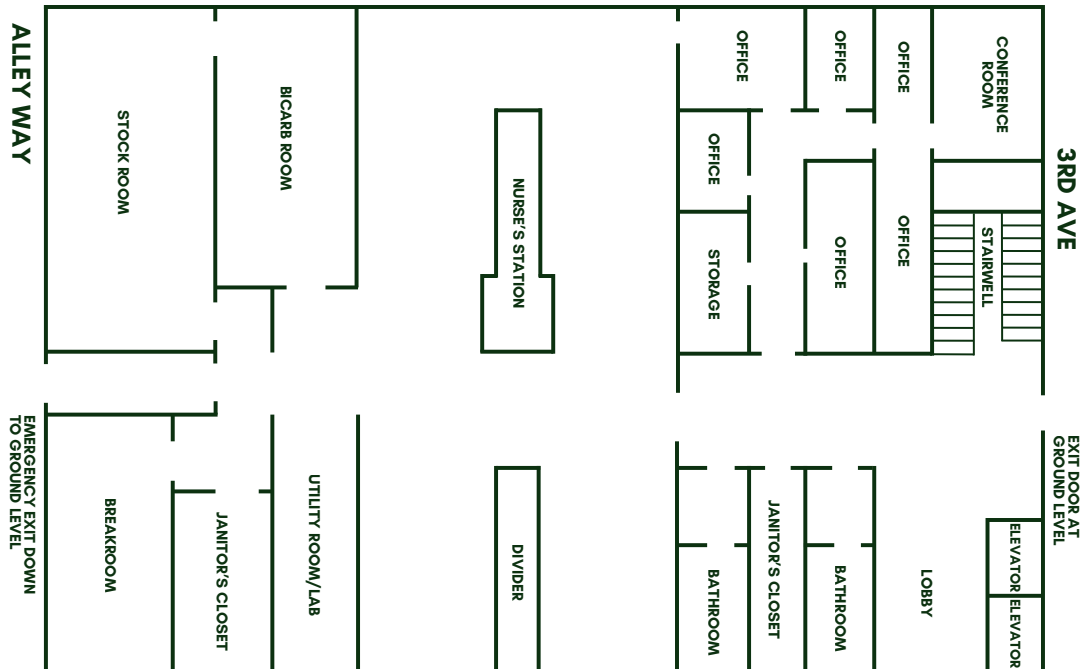 3RD AVE
EXIT DOOR AT
GROUND LEVEL
CONFERENCE
ROOM
STAIRWELL
ELEVATOR
ELEVATOR
LOBBY
OFFICE
OFFICE
OFFICE
OFFICE
BATHROOM
JANITOR'S CLOSET
OFFICE
OFFICE
STORAGE
BATHROOM
NURSE'S STATION
DIVIDER
BICARB ROOM
UTILITY ROOM/LAB
JANITOR'S CLOSET
STOCK ROOM
BREAKROOM
ALLEY WAY
EMERGENCY EXIT DOWN
TO GROUND LEVEL